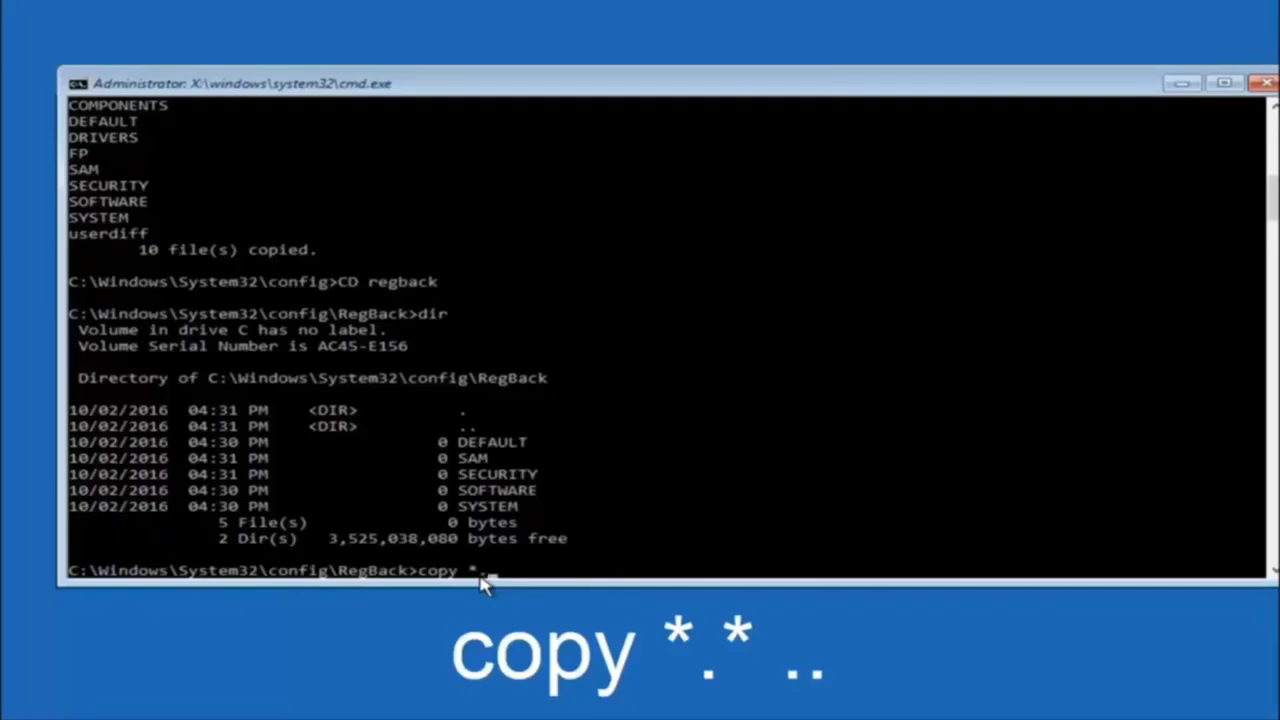 Administrator: X:\windows\system32\cmd.exe
COMPONENTS
DEFAULT
DRIVERS
FP
SAM
SECURITY
SOFTWARE
SYSTEM
userdiff
10 file(s) copied.
C:\Windows\System32\config>CD regback
C:\Windows\System32\config\RegBack>dir
Volume in drive C has no label.
Volume Serial Number is AC45-E156
Directory of C:\Windows\System32\config\RegBack
10/02/2016 04:31 PM <DIR> .
10/02/2016 04:31 PM <DIR> ..
10/02/2016 04:30 PM 0 DEFAULT
10/02/2016 04:31 PM 0 SAM
10/02/2016 04:31 PM 0 SECURITY
10/02/2016 04:30 PM 0 SOFTWARE
10/02/2016 04:30 PM 0 SYSTEM
5 File(s) 0 bytes
2 Dir(s) 3,525,038,080 bytes free
C:\Windows\System32\config\RegBack>copy *._
copy *.* ..